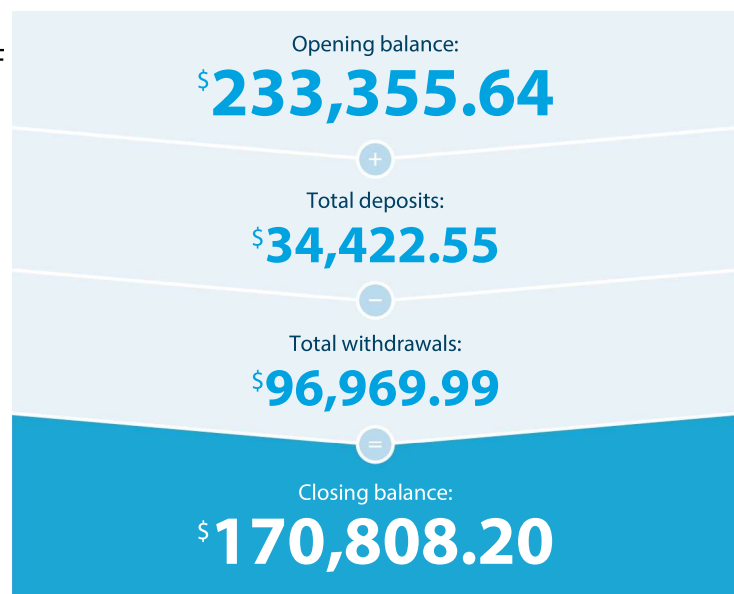 Opening balance:
$233,355.64
+
Total deposits:
$34,422.55
−
Total withdrawals:
$96,969.99
=
Closing balance:
$170,808.20